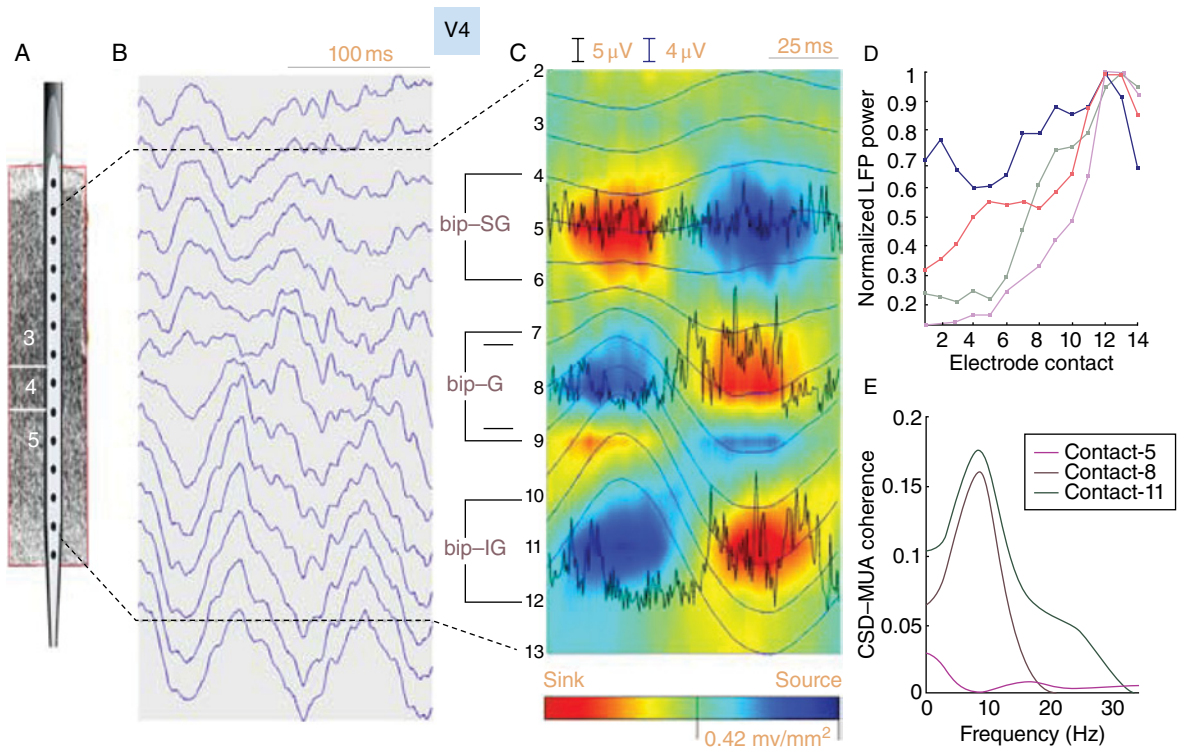 V4
A
B
100 ms
C
5 μV
4 μV
25 ms
D
3
4
5
2
3
4
5
6
7
8
9
10
11
12
13
bip–SG
bip–G
bip–IG
Sink
Source
0.42 mv/mm²
Normalized LFP power
1
0.9
0.8
0.7
0.6
0.5
0.4
0.3
0.2
2
4
6
8
10
12
14
Electrode contact
E
CSD–MUA coherence
0.2
0.15
0.1
0.05
0
Contact-5
Contact-8
Contact-11
0
10
20
30
Frequency (Hz)